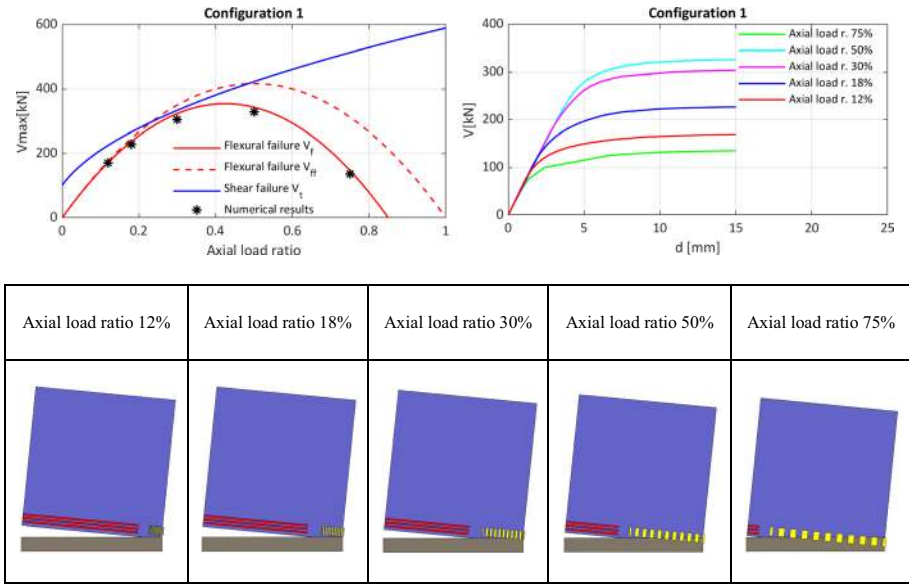 Configuration 1
600
400
200
0
Vmax[kN]
Flexural failure V_f
Flexural failure V_ff
Shear failure V_t
Numerical results
0 0.2 0.4 0.6 0.8 1
Axial load ratio
Configuration 1
400
300
200
100
0
V[kN]
Axial load r. 75%
Axial load r. 50%
Axial load r. 30%
Axial load r. 18%
Axial load r. 12%
0 5 10 15 20 25
d [mm]
Axial load ratio 12% Axial load ratio 18% Axial load ratio 30% Axial load ratio 50% Axial load ratio 75%